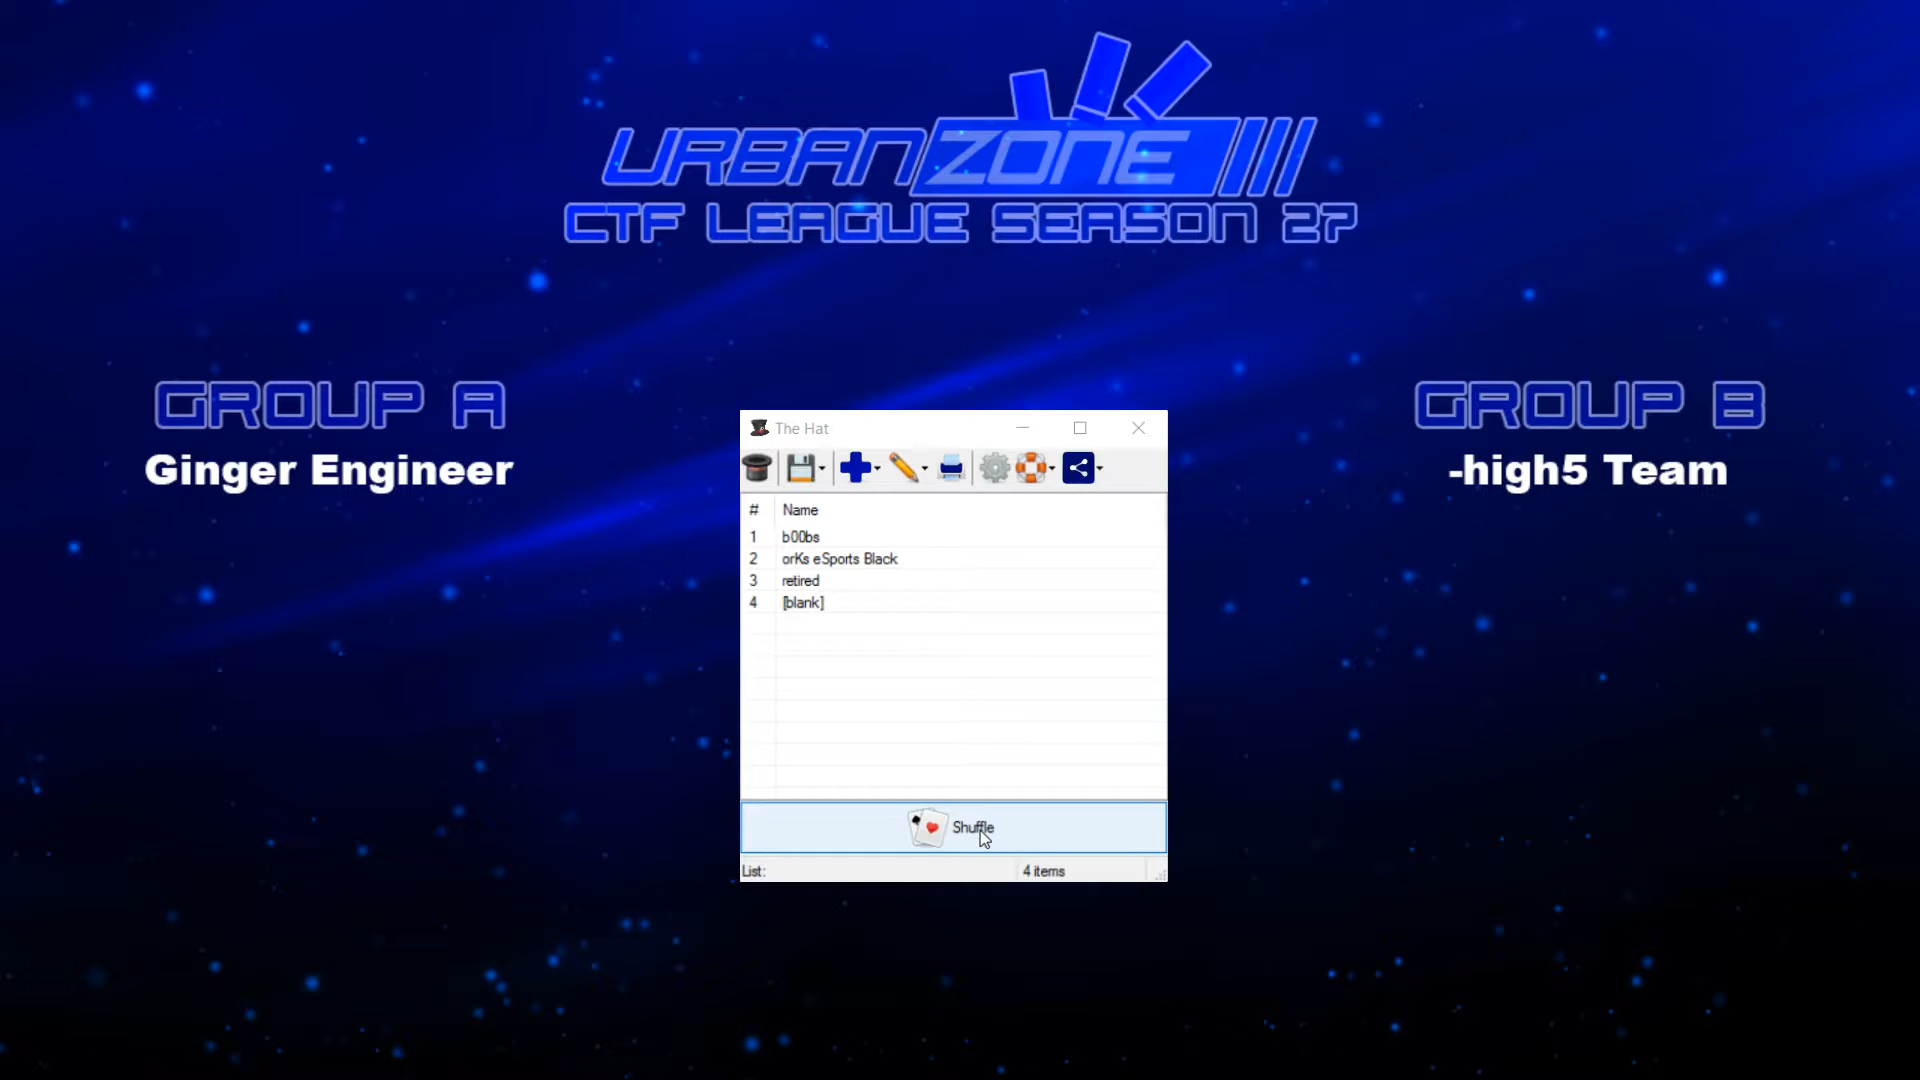 URBAN ZONE
CTF LEAGUE SEASON 27
GROUP A
Ginger Engineer
GROUP B
-high5 Team
The Hat
# Name
1 b00bs
2 orKs eSports Black
3 retired
4 [blank]
Shuffle
List: 4 items